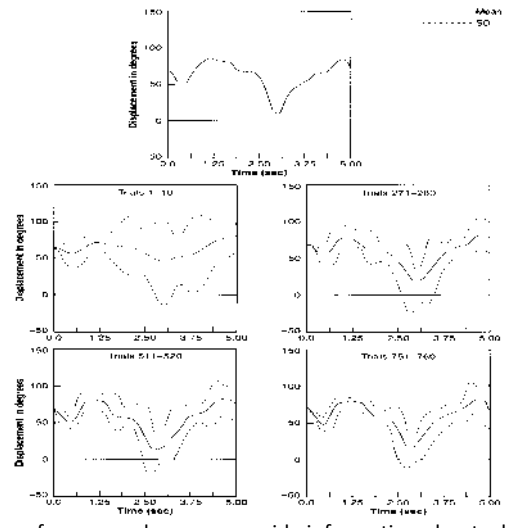 Mean
SD
Displacement in degrees
150
100
50
0
50
0.0 1.25 2.50 3.75 5.00
Time (sec)
Trials 1-10
Displacement in degrees
150
100
50
0
-50
0.0 1.25 2.50 3.75 5.00
Trials 271-280
150
100
50
0
-50
0.0 1.25 2.50 3.75 5.00
Trials 511-520
Displacement in degrees
150
100
50
0
-50
0.0 1.25 2.50 3.75 5.00
Time (sec)
Trials 751-760
150
100
50
0
-50
0.0 1.25 2.50 3.75 5.00
Time (sec)